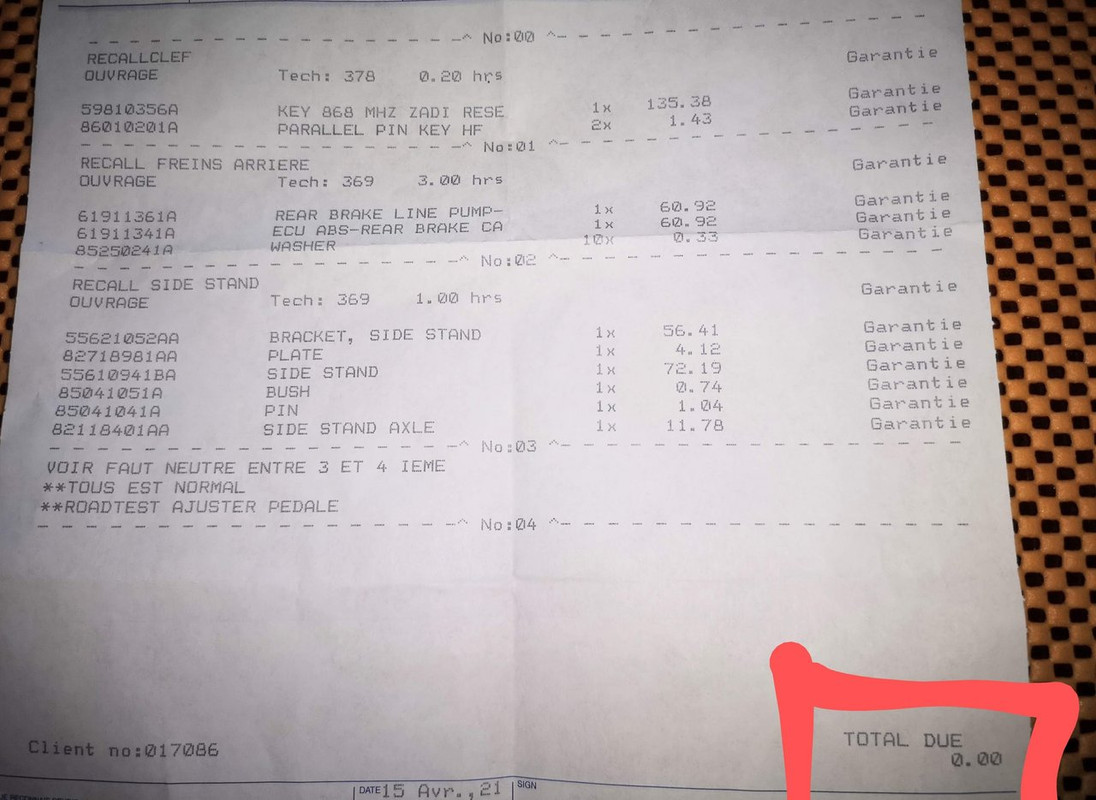 No:00
RECALLCLEF Garantie
OUVRAGE Tech: 378 0.20 hrs
59810356A KEY 868 MHZ ZADI RESE 1x 135.38 Garantie
86010201A PARALLEL PIN KEY HF 2x 1.43 Garantie
No:01
RECALL FREINS ARRIERE Garantie
OUVRAGE Tech: 369 3.00 hrs
61911361A REAR BRAKE LINE PUMP- 1x 60.92 Garantie
61911341A ECU ABS-REAR BRAKE CA 1x 60.92 Garantie
85250241A WASHER 10x 0.33 Garantie
No:02
RECALL SIDE STAND Garantie
OUVRAGE Tech: 369 1.00 hrs
55621052AA BRACKET, SIDE STAND 1x 56.41 Garantie
82718981AA PLATE 1x 4.12 Garantie
55610941BA SIDE STAND 1x 72.19 Garantie
85041051A BUSH 1x 0.74 Garantie
85041041A PIN 1x 1.04 Garantie
82118401AA SIDE STAND AXLE 1x 11.78 Garantie
No:03
VOIR FAUT NEUTRE ENTRE 3 ET 4 IEME
**TOUS EST NORMAL
**ROADTEST AJUSTER PEDALE
No:04
TOTAL DUE
0.00
Client no:017086
DATE 15 Avr.,21 SIGN